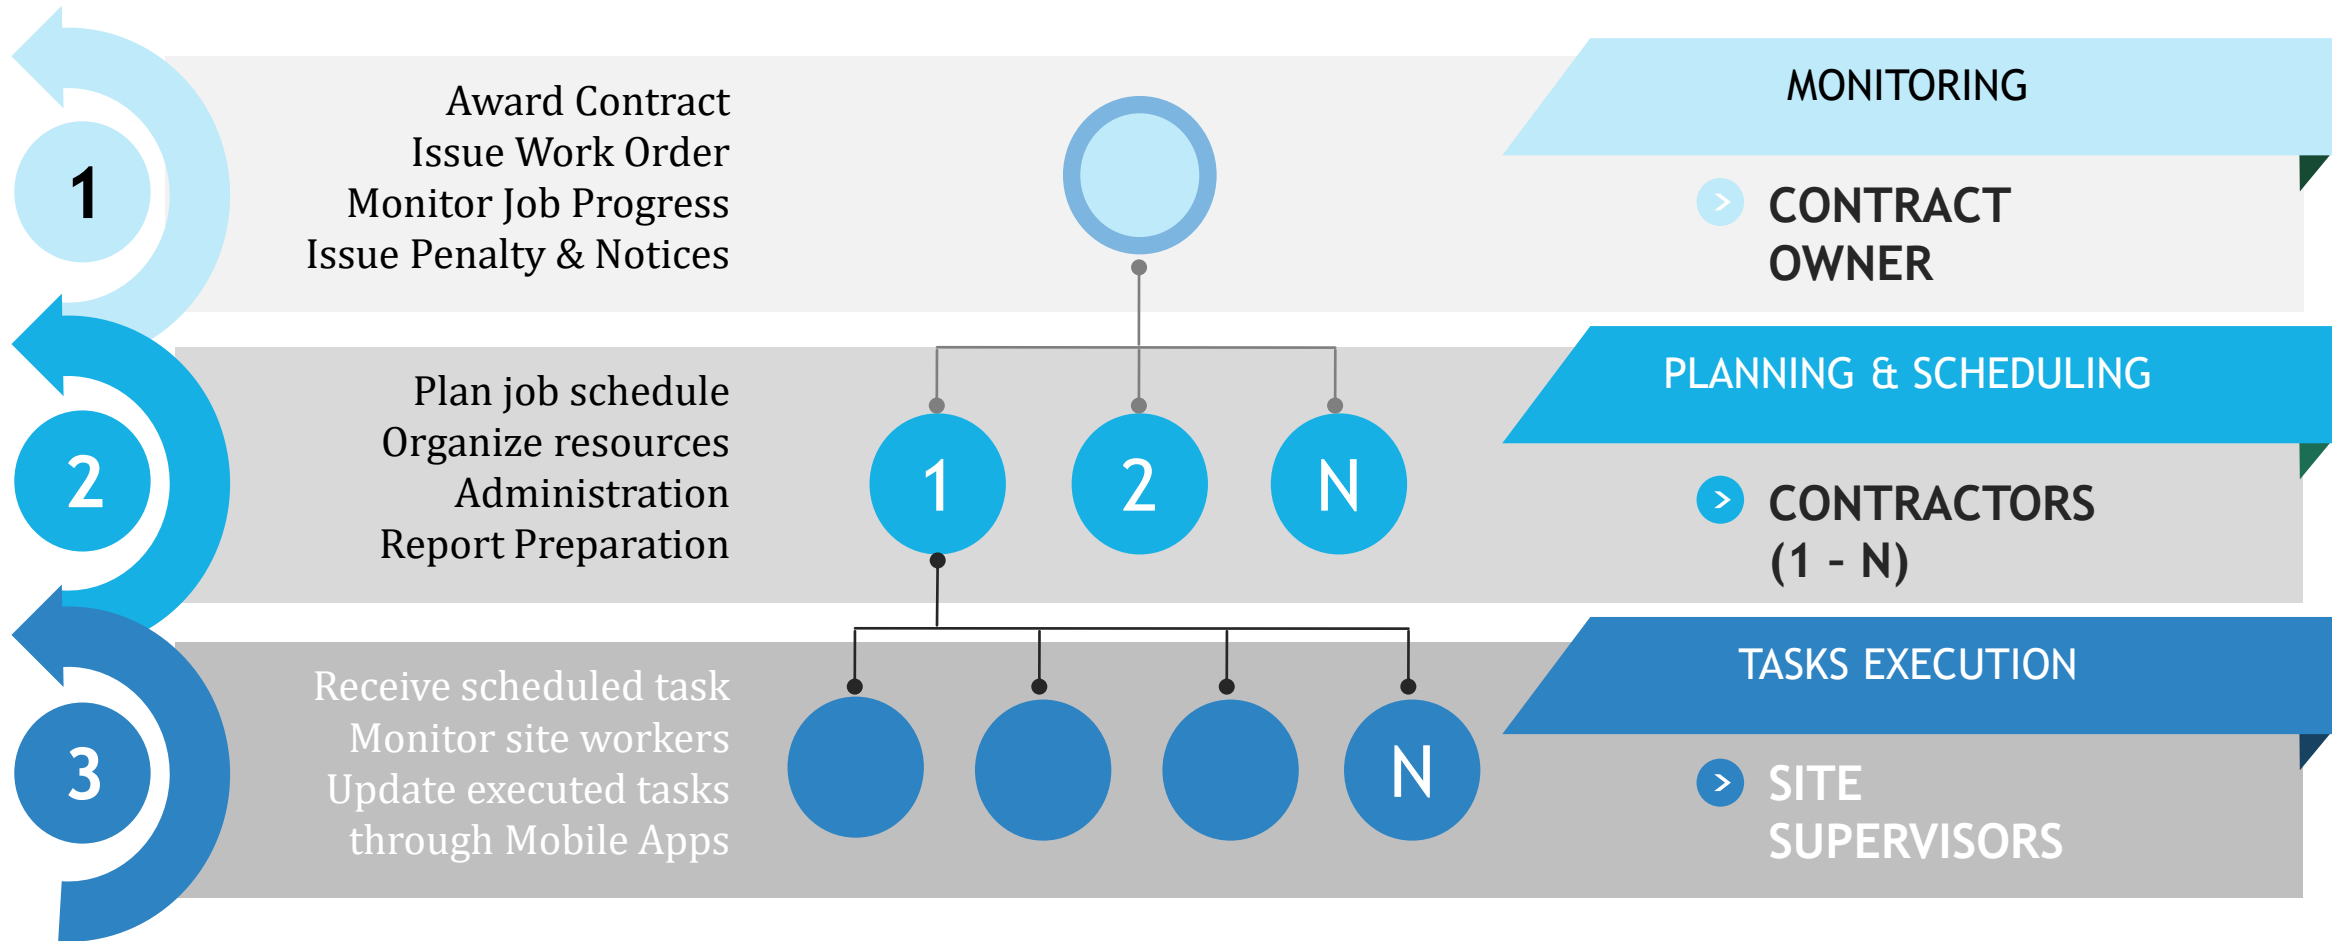 1
Award Contract
Issue Work Order
Monitor Job Progress
Issue Penalty & Notices
MONITORING
CONTRACT
OWNER
2
Plan job schedule
Organize resources
Administration
Report Preparation
1
2
N
PLANNING & SCHEDULING
CONTRACTORS
(1 – N)
3
Receive scheduled task
Monitor site workers
Update executed tasks
through Mobile Apps
N
TASKS EXECUTION
SITE
SUPERVISORS